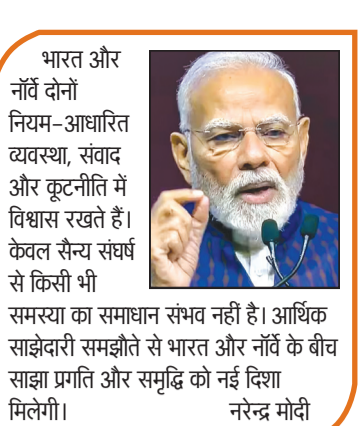 भारत और
नॉर्वे दोनों
नियम-आधारित
व्यवस्था, संवाद
और कूटनीति में
विश्वास रखते हैं।
केवल सैन्य संघर्ष
से किसी भी
समस्या का समाधान संभव नहीं है। आर्थिक
साझेदारी समझौते से भारत और नॉर्वे के बीच
साझा प्रगति और समृद्धि को नई दिशा
मिलेगी। नरेन्द्र मोदी